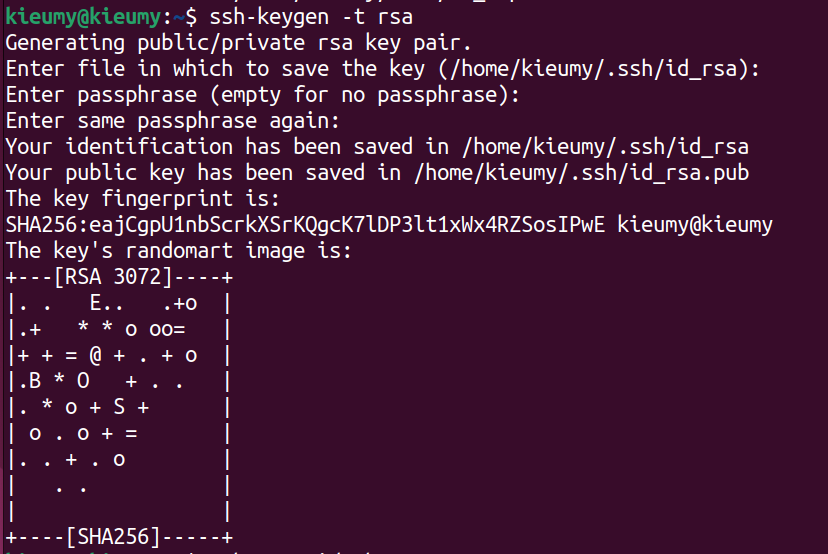 kieumy@kieumy:~$ ssh-keygen -t rsa
Generating public/private rsa key pair.
Enter file in which to save the key (/home/kieumy/.ssh/id_rsa):
Enter passphrase (empty for no passphrase):
Enter same passphrase again:
Your identification has been saved in /home/kieumy/.ssh/id_rsa
Your public key has been saved in /home/kieumy/.ssh/id_rsa.pub
The key fingerprint is:
SHA256:eajCgpU1nbScrkXSrKQgcK7lDP3lt1xWx4RZSosIPwE kieumy@kieumy
The key's randomart image is:
+---[RSA 3072]----+
|. .   E..   .+o  |
|.+   * * o oo=   |
|+ + = @ + . + o  |
|.B * O   + . .   |
|. * o + S +      |
| o . o + =       |
|. . + . o        |
|   . .           |
|                 |
+----[SHA256]-----+